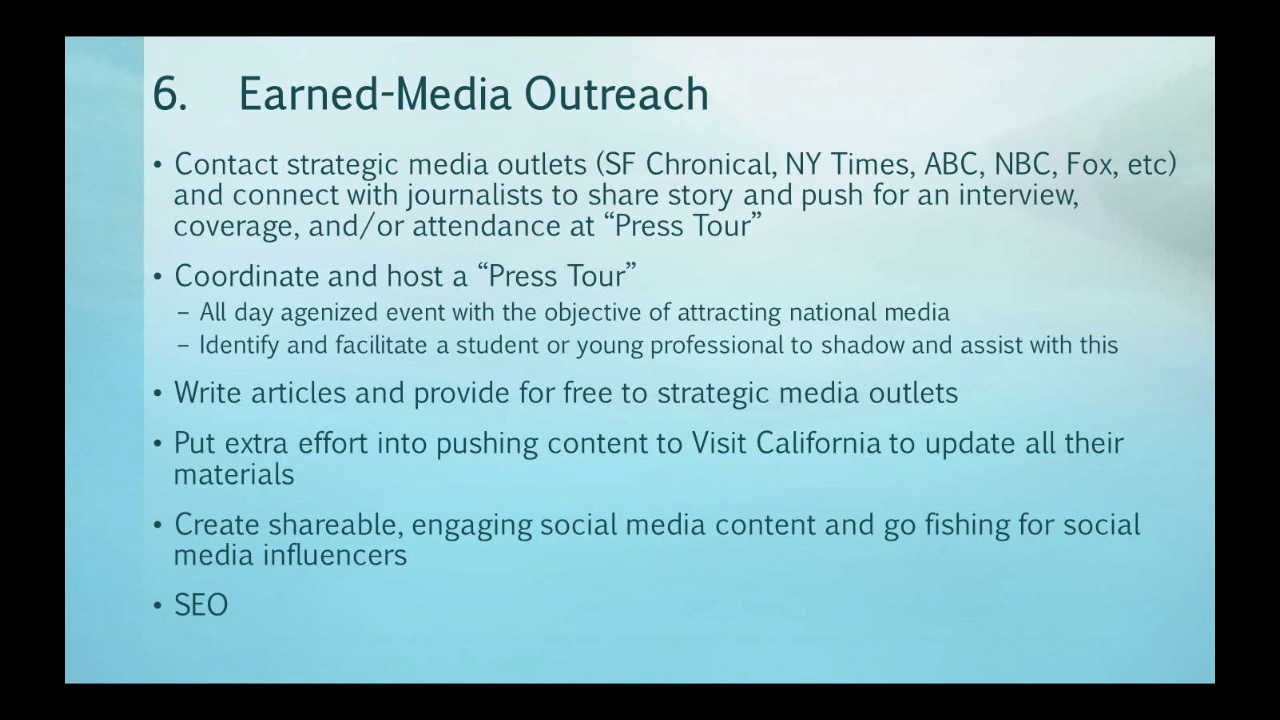 6. Earned-Media Outreach
• Contact strategic media outlets (SF Chronical, NY Times, ABC, NBC, Fox, etc)
and connect with journalists to share story and push for an interview,
coverage, and/or attendance at “Press Tour”
• Coordinate and host a “Press Tour”
– All day agenized event with the objective of attracting national media
– Identify and facilitate a student or young professional to shadow and assist with this
• Write articles and provide for free to strategic media outlets
• Put extra effort into pushing content to Visit California to update all their
materials
• Create shareable, engaging social media content and go fishing for social
media influencers
• SEO